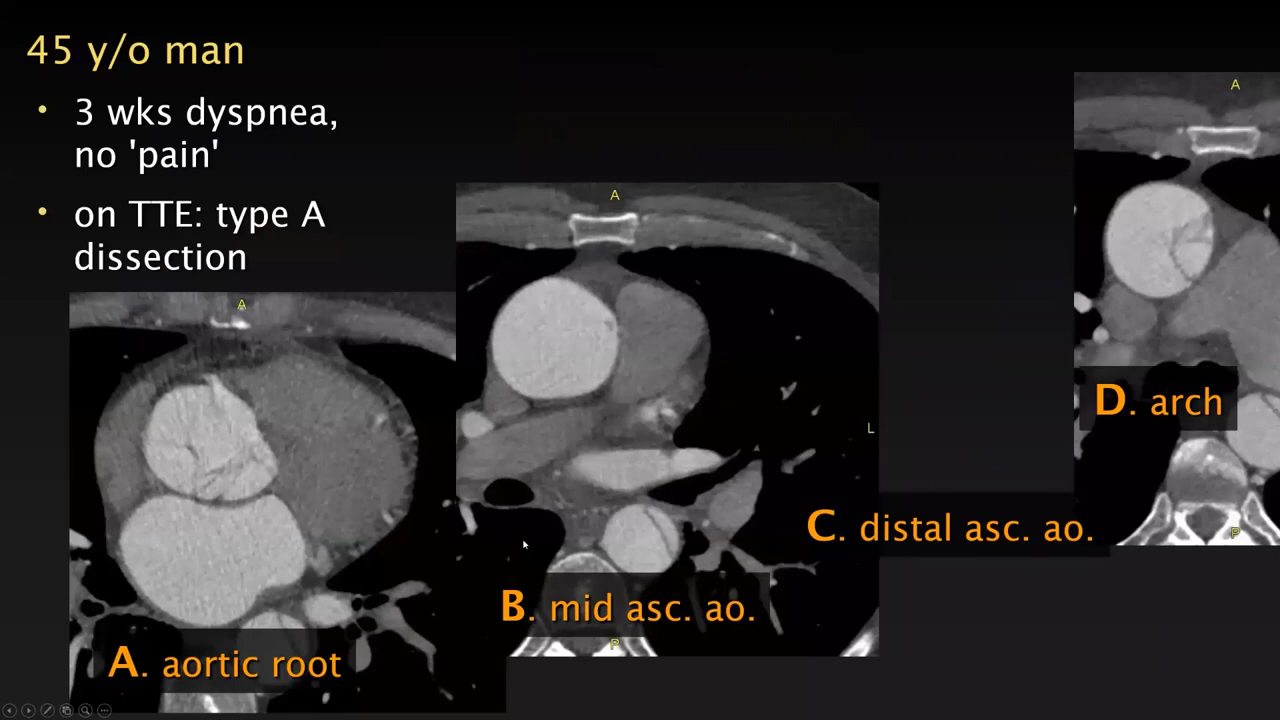 45 y/o man
• 3 wks dyspnea,
no 'pain'
• on TTE: type A
dissection
A
A. aortic root
A
L
B. mid asc. ao.
P
C. distal asc. ao.
A
D. arch
P